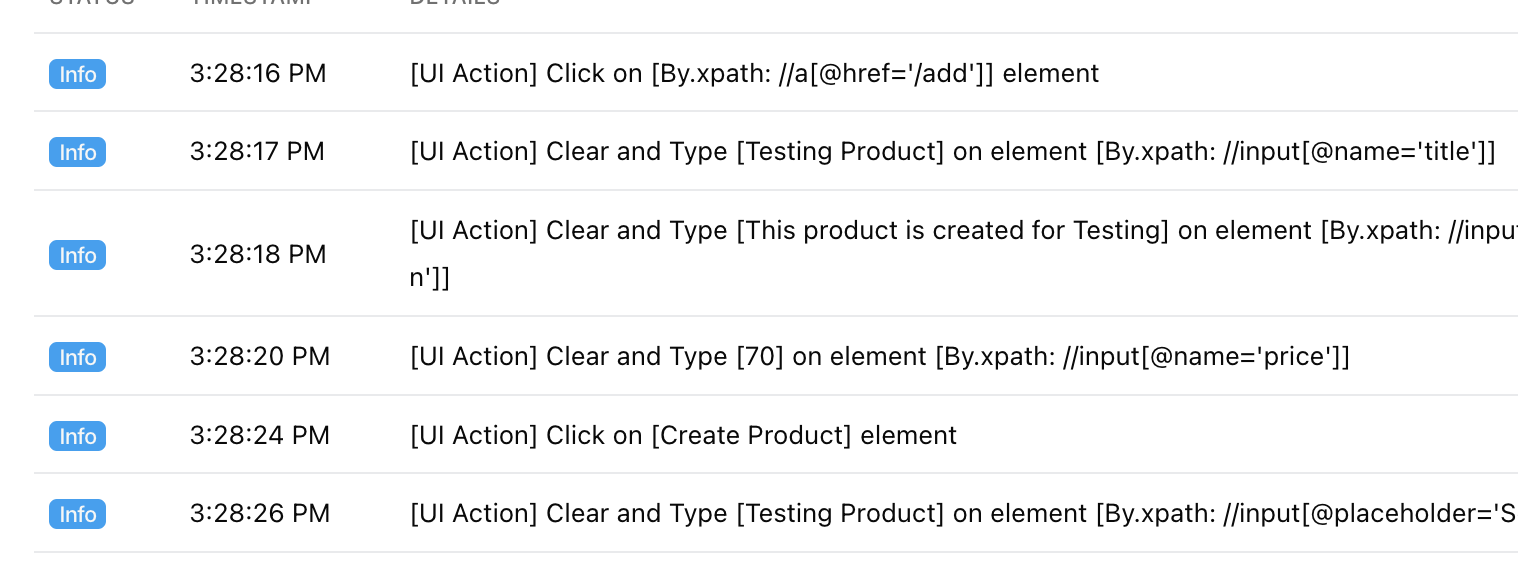 STATUS TIMESTAMP DETAILS
Info 3:28:16 PM [UI Action] Click on [By.xpath: //a[@href='/add']] element
Info 3:28:17 PM [UI Action] Clear and Type [Testing Product] on element [By.xpath: //input[@name='title']]
[UI Action] Clear and Type [This product is created for Testing] on element [By.xpath: //input
Info 3:28:18 PM
n']]
Info 3:28:20 PM [UI Action] Clear and Type [70] on element [By.xpath: //input[@name='price']]
Info 3:28:24 PM [UI Action] Click on [Create Product] element
Info 3:28:26 PM [UI Action] Clear and Type [Testing Product] on element [By.xpath: //input[@placeholder='S